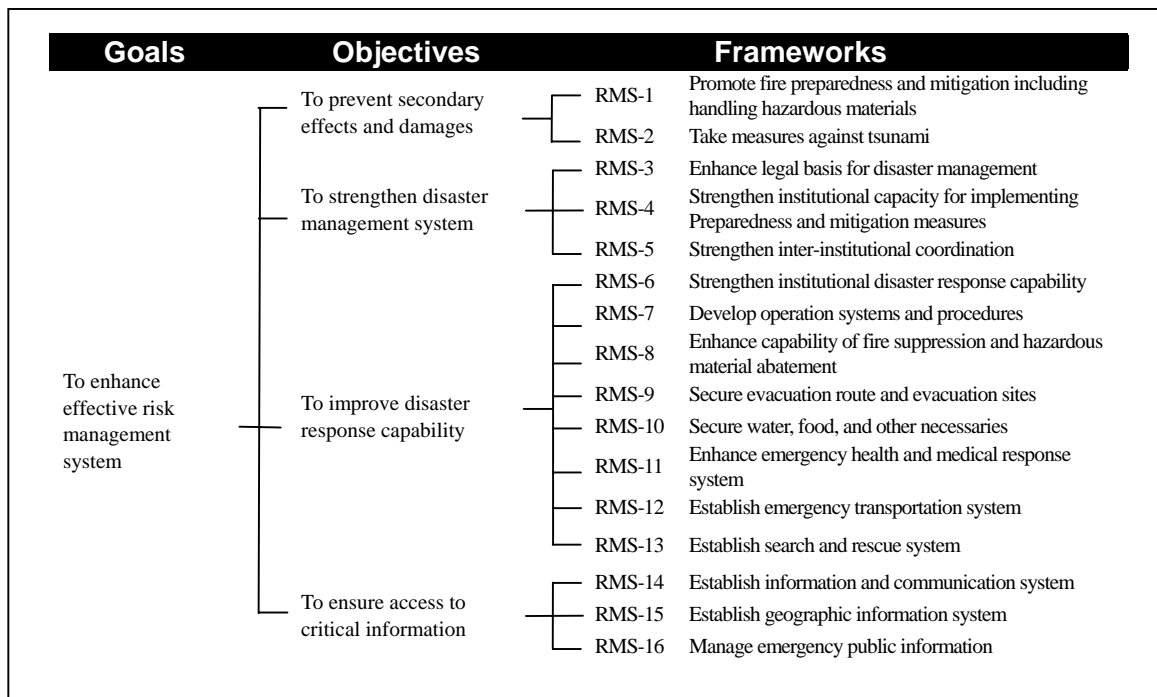 Goals Objectives Frameworks
To prevent secondary
effects and damages
RMS-1 Promote fire preparedness and mitigation including
handling hazardous materials
RMS-2 Take measures against tsunami
To strengthen disaster
management system
RMS-3 Enhance legal basis for disaster management
RMS-4 Strengthen institutional capacity for implementing
Preparedness and mitigation measures
RMS-5 Strengthen inter-institutional coordination
To enhance
effective risk
management
system
To improve disaster
response capability
RMS-6 Strengthen institutional disaster response capability
RMS-7 Develop operation systems and procedures
RMS-8 Enhance capability of fire suppression and hazardous
material abatement
RMS-9 Secure evacuation route and evacuation sites
RMS-10 Secure water, food, and other necessaries
RMS-11 Enhance emergency health and medical response
system
RMS-12 Establish emergency transportation system
RMS-13 Establish search and rescue system
To ensure access to
critical information
RMS-14 Establish information and communication system
RMS-15 Establish geographic information system
RMS-16 Manage emergency public information